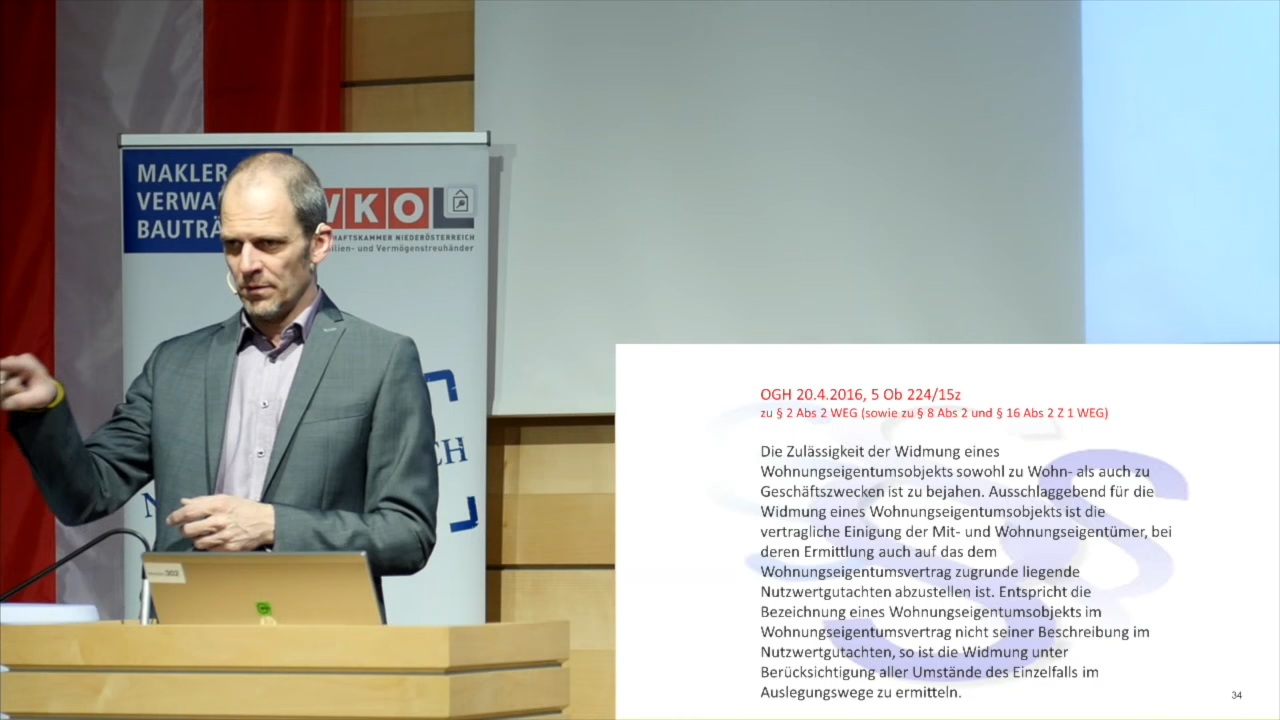 MAKLER
VERWA
BAUTRÄ
WKO
HAFTSKAMMER NIEDERÖSTERREICH
ilien- und Vermögenstreuhänder
CH
N
OGH 20.4.2016, 5 Ob 224/15z
zu § 2 Abs 2 WEG (sowie zu § 8 Abs 2 und § 16 Abs 2 Z 1 WEG)
Die Zulässigkeit der Widmung eines
Wohnungseigentumsobjekts sowohl zu Wohn- als auch zu
Geschäftszwecken ist zu bejahen. Ausschlaggebend für die
Widmung eines Wohnungseigentumsobjekts ist die
vertragliche Einigung der Mit- und Wohnungseigentümer, bei
deren Ermittlung auch auf das dem
Wohnungseigentumsvertrag zugrunde liegende
Nutzwertgutachten abzustellen ist. Entspricht die
Bezeichnung eines Wohnungseigentumsobjekts im
Wohnungseigentumsvertrag nicht seiner Beschreibung im
Nutzwertgutachten, so ist die Widmung unter
Berücksichtigung aller Umstände des Einzelfalls im
Auslegungswege zu ermitteln.
34